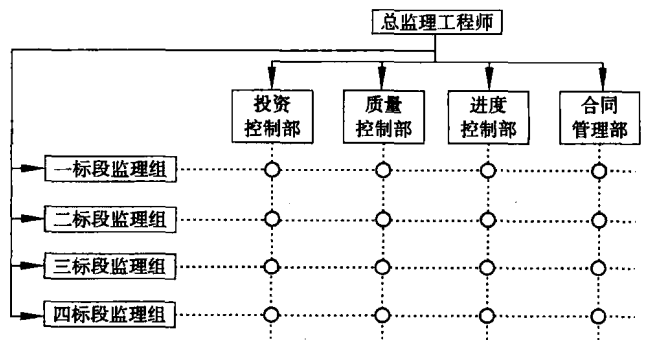 总监理工程师
投资
控制部
质量
控制部
进度
控制部
合同
管理部
一标段监理组
二标段监理组
三标段监理组
四标段监理组